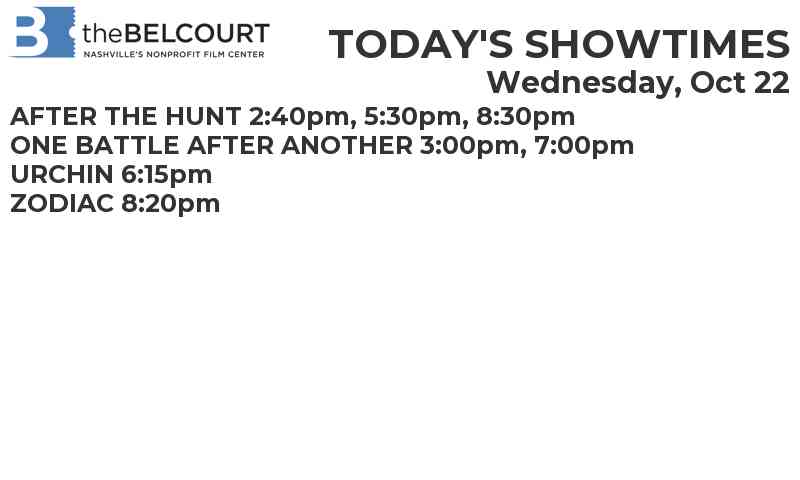 B theBELCOURT
NASHVILLE'S NONPROFIT FILM CENTER
TODAY'S SHOWTIMES
Wednesday, Oct 22
AFTER THE HUNT 2:40pm, 5:30pm, 8:30pm
ONE BATTLE AFTER ANOTHER 3:00pm, 7:00pm
URCHIN 6:15pm
ZODIAC 8:20pm